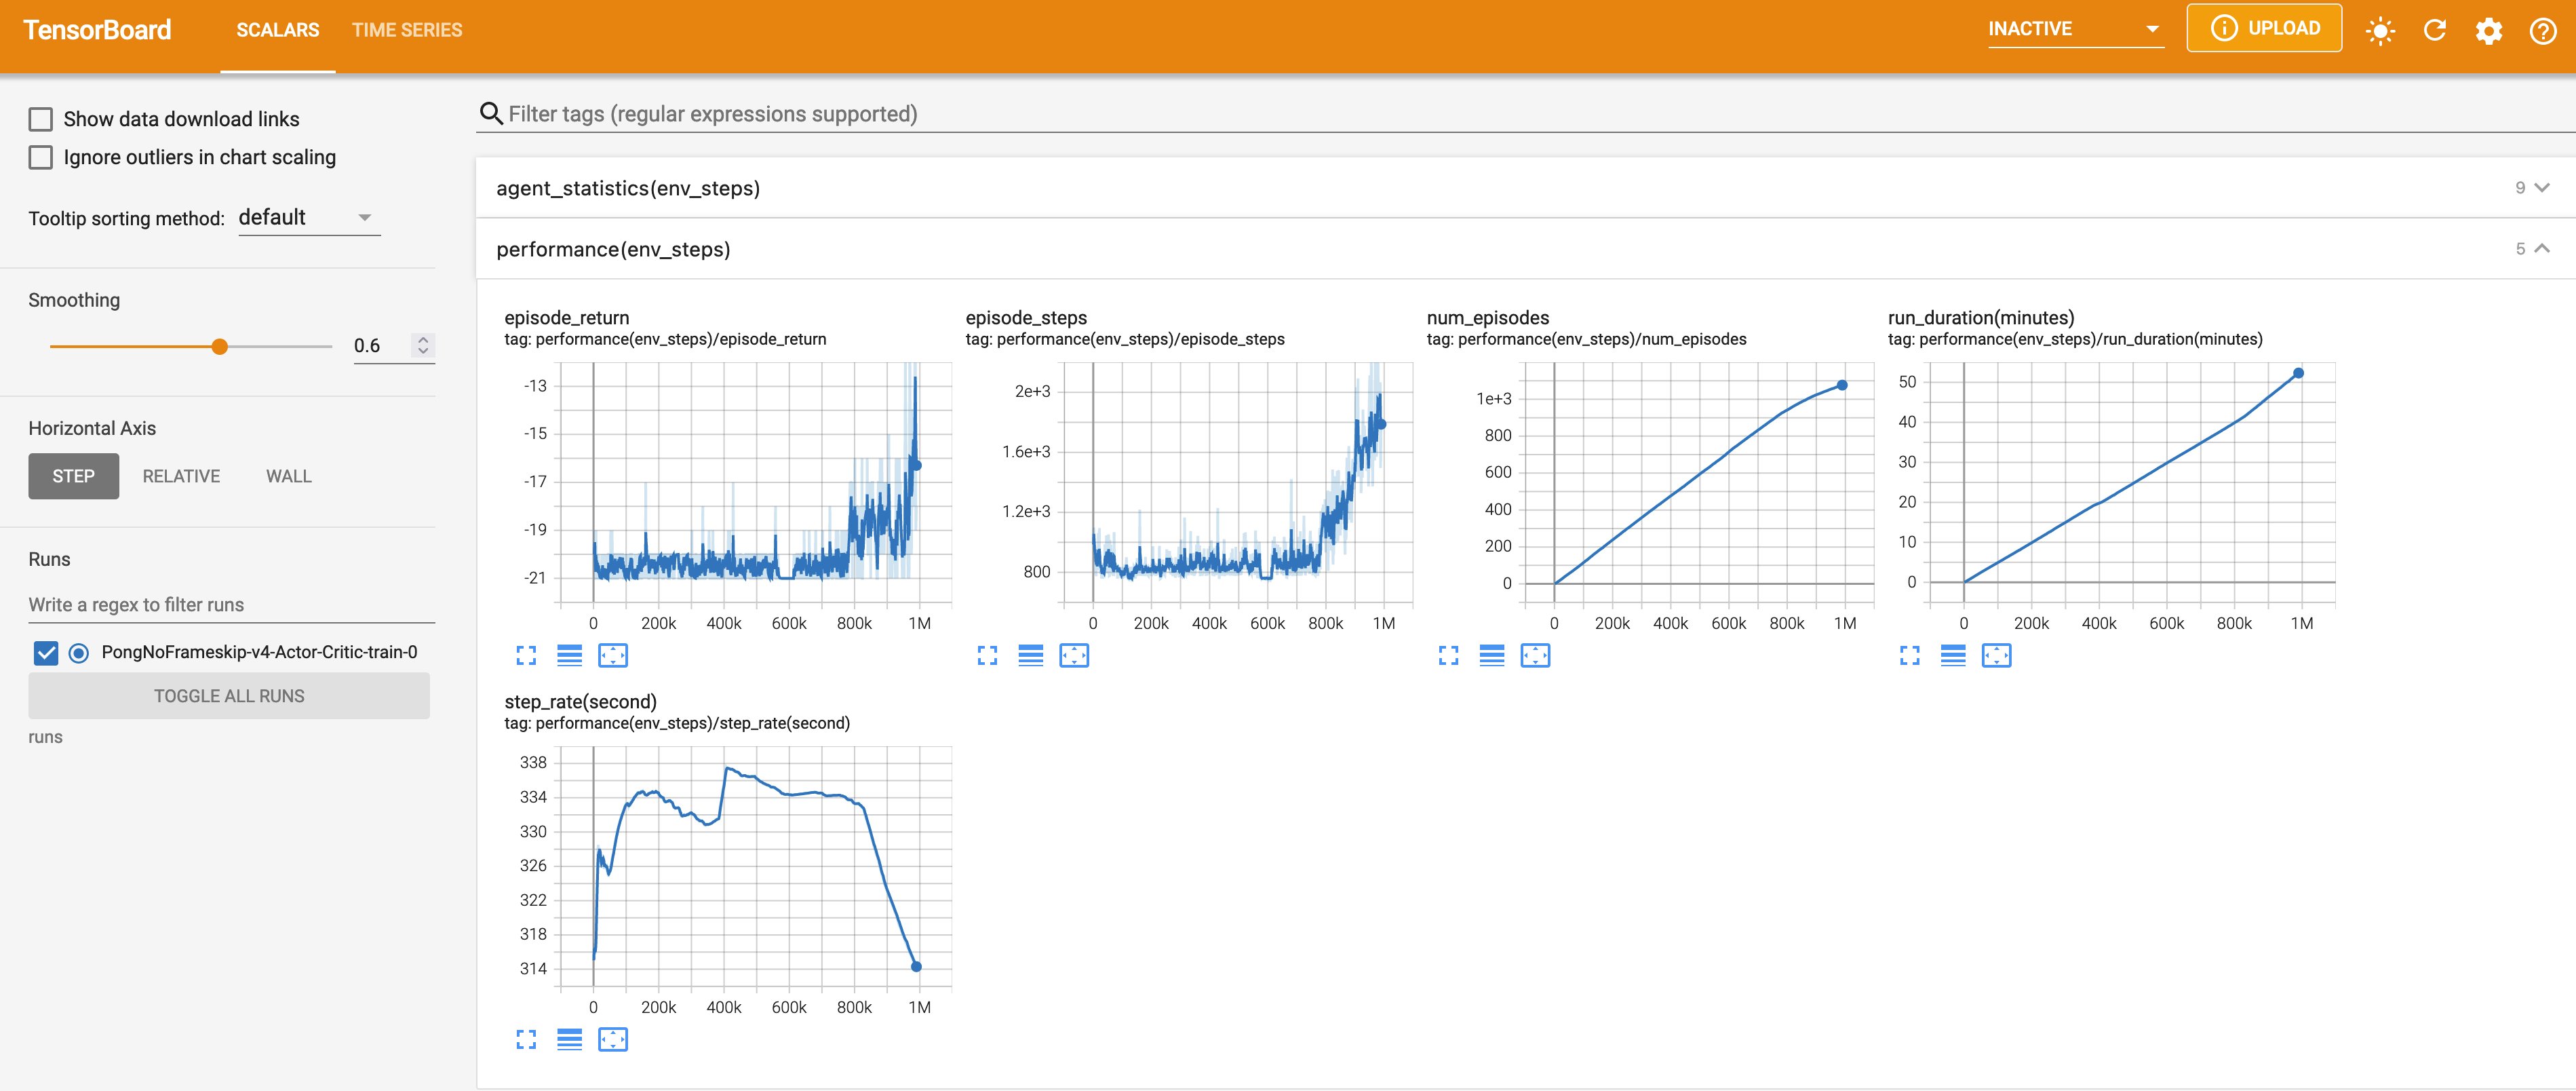 TensorBoard
SCALARS
TIME SERIES
INACTIVE
UPLOAD
Show data download links
Ignore outliers in chart scaling
Tooltip sorting method: default
Smoothing
0.6
Horizontal Axis
STEP
RELATIVE
WALL
Runs
Write a regex to filter runs
PongNoFrameskip-v4-Actor-Critic-train-0
TOGGLE ALL RUNS
runs
Filter tags (regular expressions supported)
agent_statistics(env_steps)
9
performance(env_steps)
5
episode_return
tag: performance(env_steps)/episode_return
-13
-15
-17
-19
-21
0 200k 400k 600k 800k 1M
episode_steps
tag: performance(env_steps)/episode_steps
2e+3
1.6e+3
1.2e+3
800
0 200k 400k 600k 800k 1M
num_episodes
tag: performance(env_steps)/num_episodes
1e+3
800
600
400
200
0
0 200k 400k 600k 800k 1M
run_duration(minutes)
tag: performance(env_steps)/run_duration(minutes)
50
40
30
20
10
0
0 200k 400k 600k 800k 1M
step_rate(second)
tag: performance(env_steps)/step_rate(second)
338
334
330
326
322
318
314
0 200k 400k 600k 800k 1M